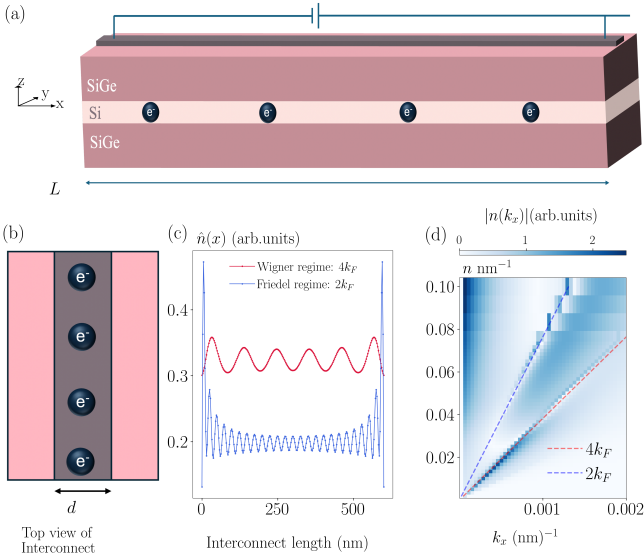 (a)
z
y
x
SiGe
Si
e⁻ e⁻ e⁻ e⁻
SiGe
L
(b)
e⁻
e⁻
e⁻
e⁻
d
Top view of
Interconnect
(c)
n̂(x) (arb.units)
Wigner regime: 4k_F
Friedel regime: 2k_F
0.4
0.3
0.2
0 250 500
Interconnect length (nm)
(d)
|n(k_x)|(arb.units)
0 1 2
n nm⁻¹
0.10
0.08
0.06
0.04
0.02
4k_F
2k_F
0.001 0.002
k_x (nm)⁻¹